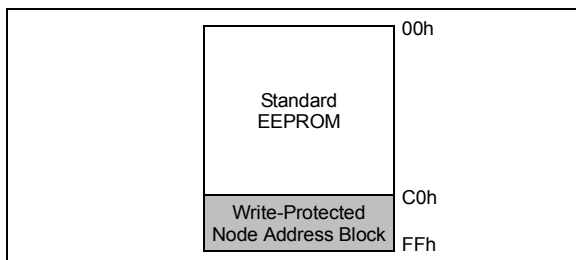 00h
Standard
EEPROM
C0h
Write-Protected
Node Address Block
FFh